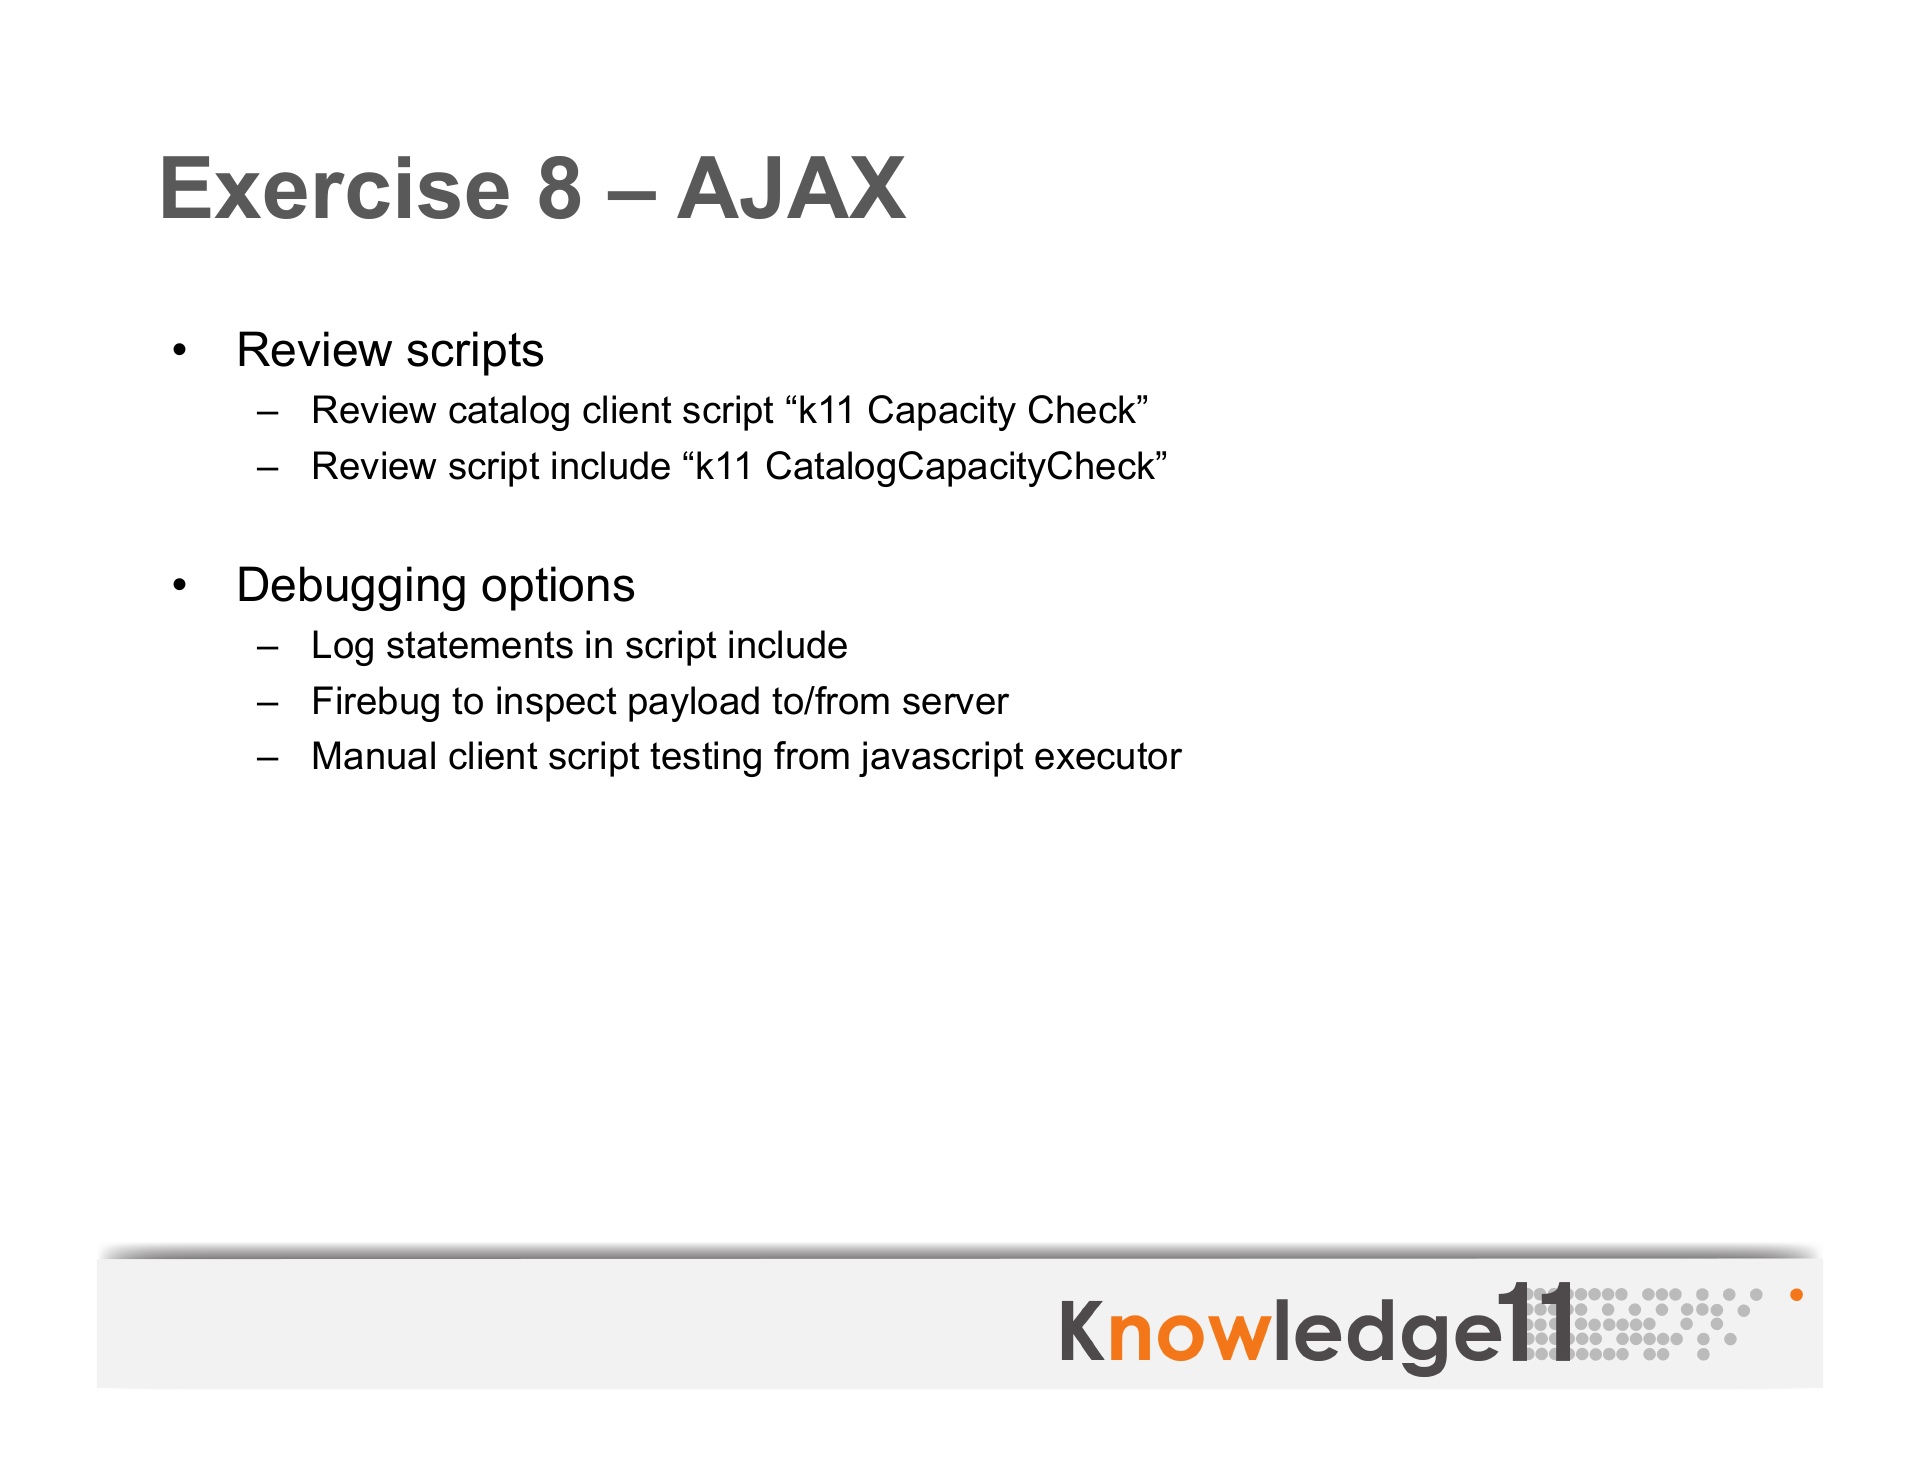 Exercise 8 – AJAX
• Review scripts
– Review catalog client script “k11 Capacity Check”
– Review script include “k11 CatalogCapacityCheck”
• Debugging options
– Log statements in script include
– Firebug to inspect payload to/from server
– Manual client script testing from javascript executor
Knowledge11